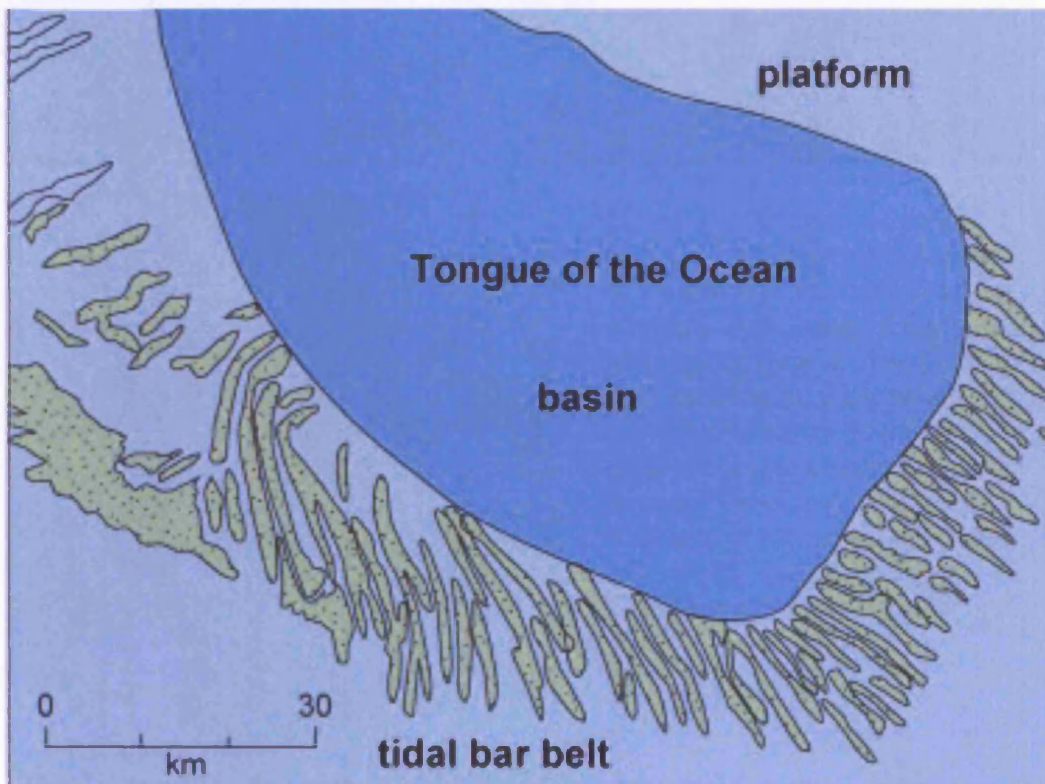 platform
Tongue of the Ocean
basin
0 30
km
tidal bar belt